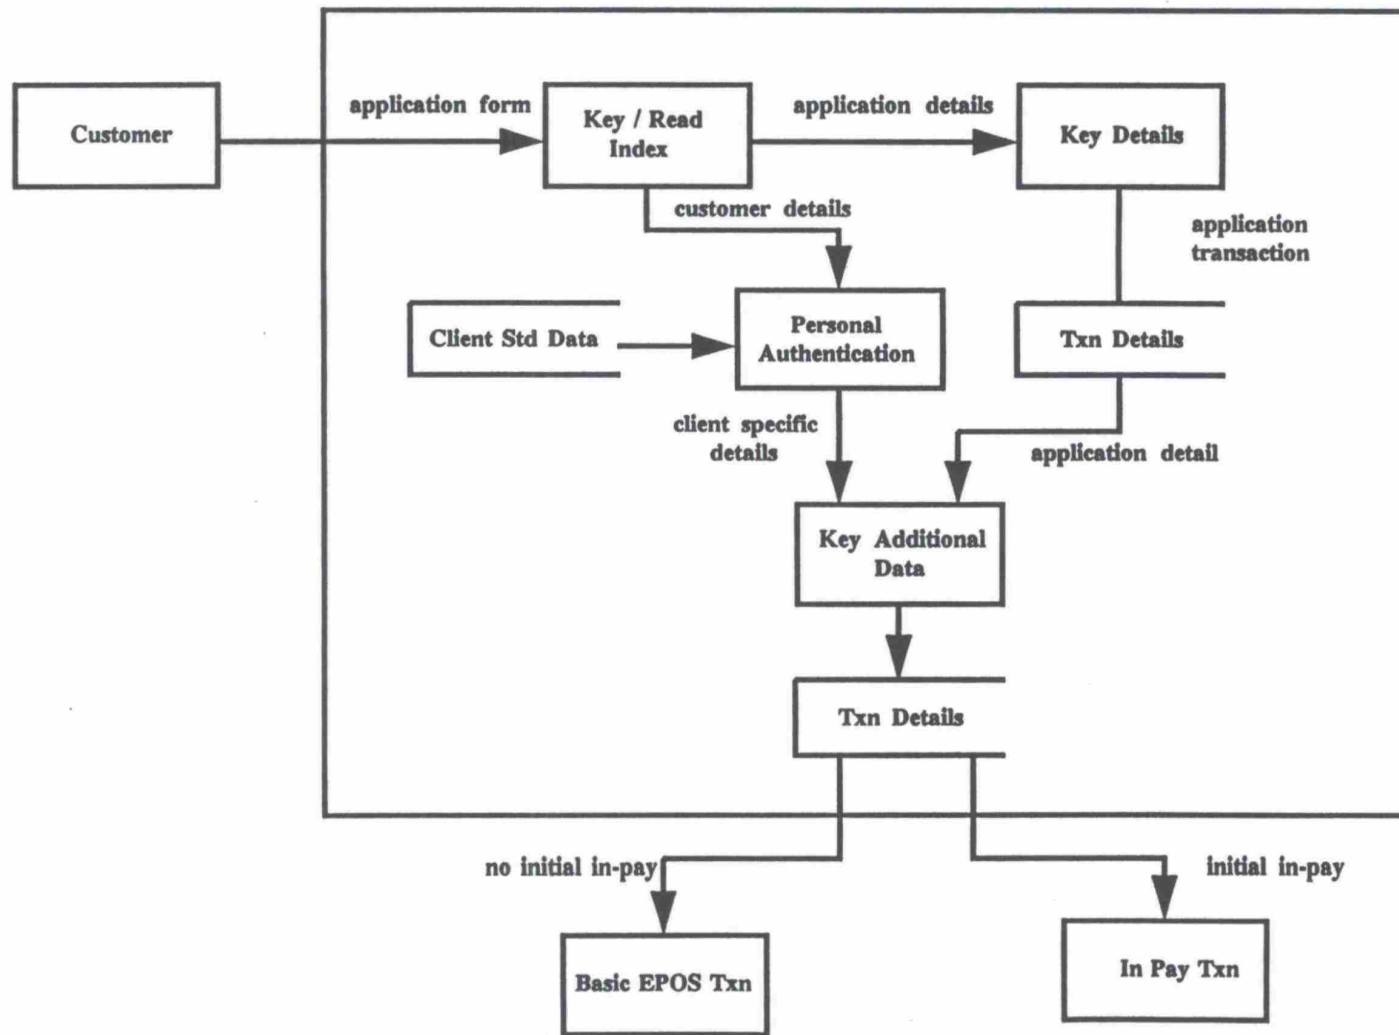 Customer
application form
Key / Read
Index
application details
Key Details
customer details
application
transaction
Client Std Data
Personal
Authentication
Txn Details
client specific
details
application detail
Key Additional
Data
Txn Details
no initial in-pay
initial in-pay
Basic EPOS Txn
In Pay Txn